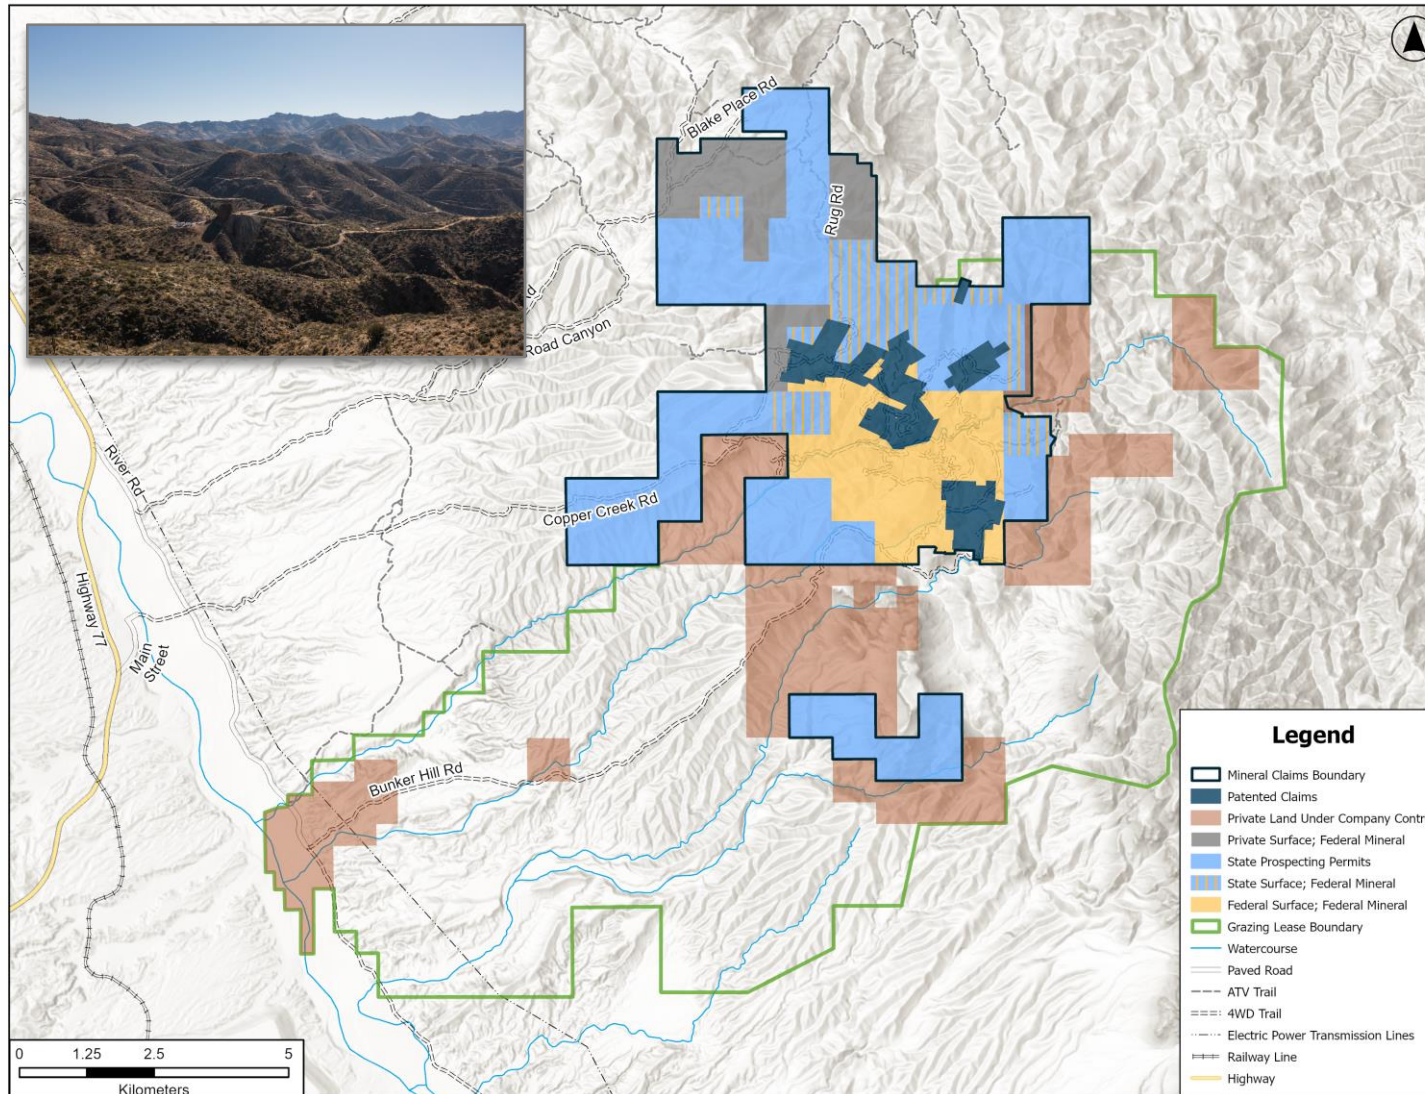 Blake Place Rd
Rug Rd
Road Canyon
River Rd
Copper Creek Rd
Highway 77
Main
Street
Bunker Hill Rd
Legend
Mineral Claims Boundary
Patented Claims
Private Land Under Company Contr
Private Surface; Federal Mineral
State Prospecting Permits
State Surface; Federal Mineral
Federal Surface; Federal Mineral
Grazing Lease Boundary
Watercourse
Paved Road
ATV Trail
4WD Trail
Electric Power Transmission Lines
Railway Line
Highway
0 1.25 2.5 5
Kilometers